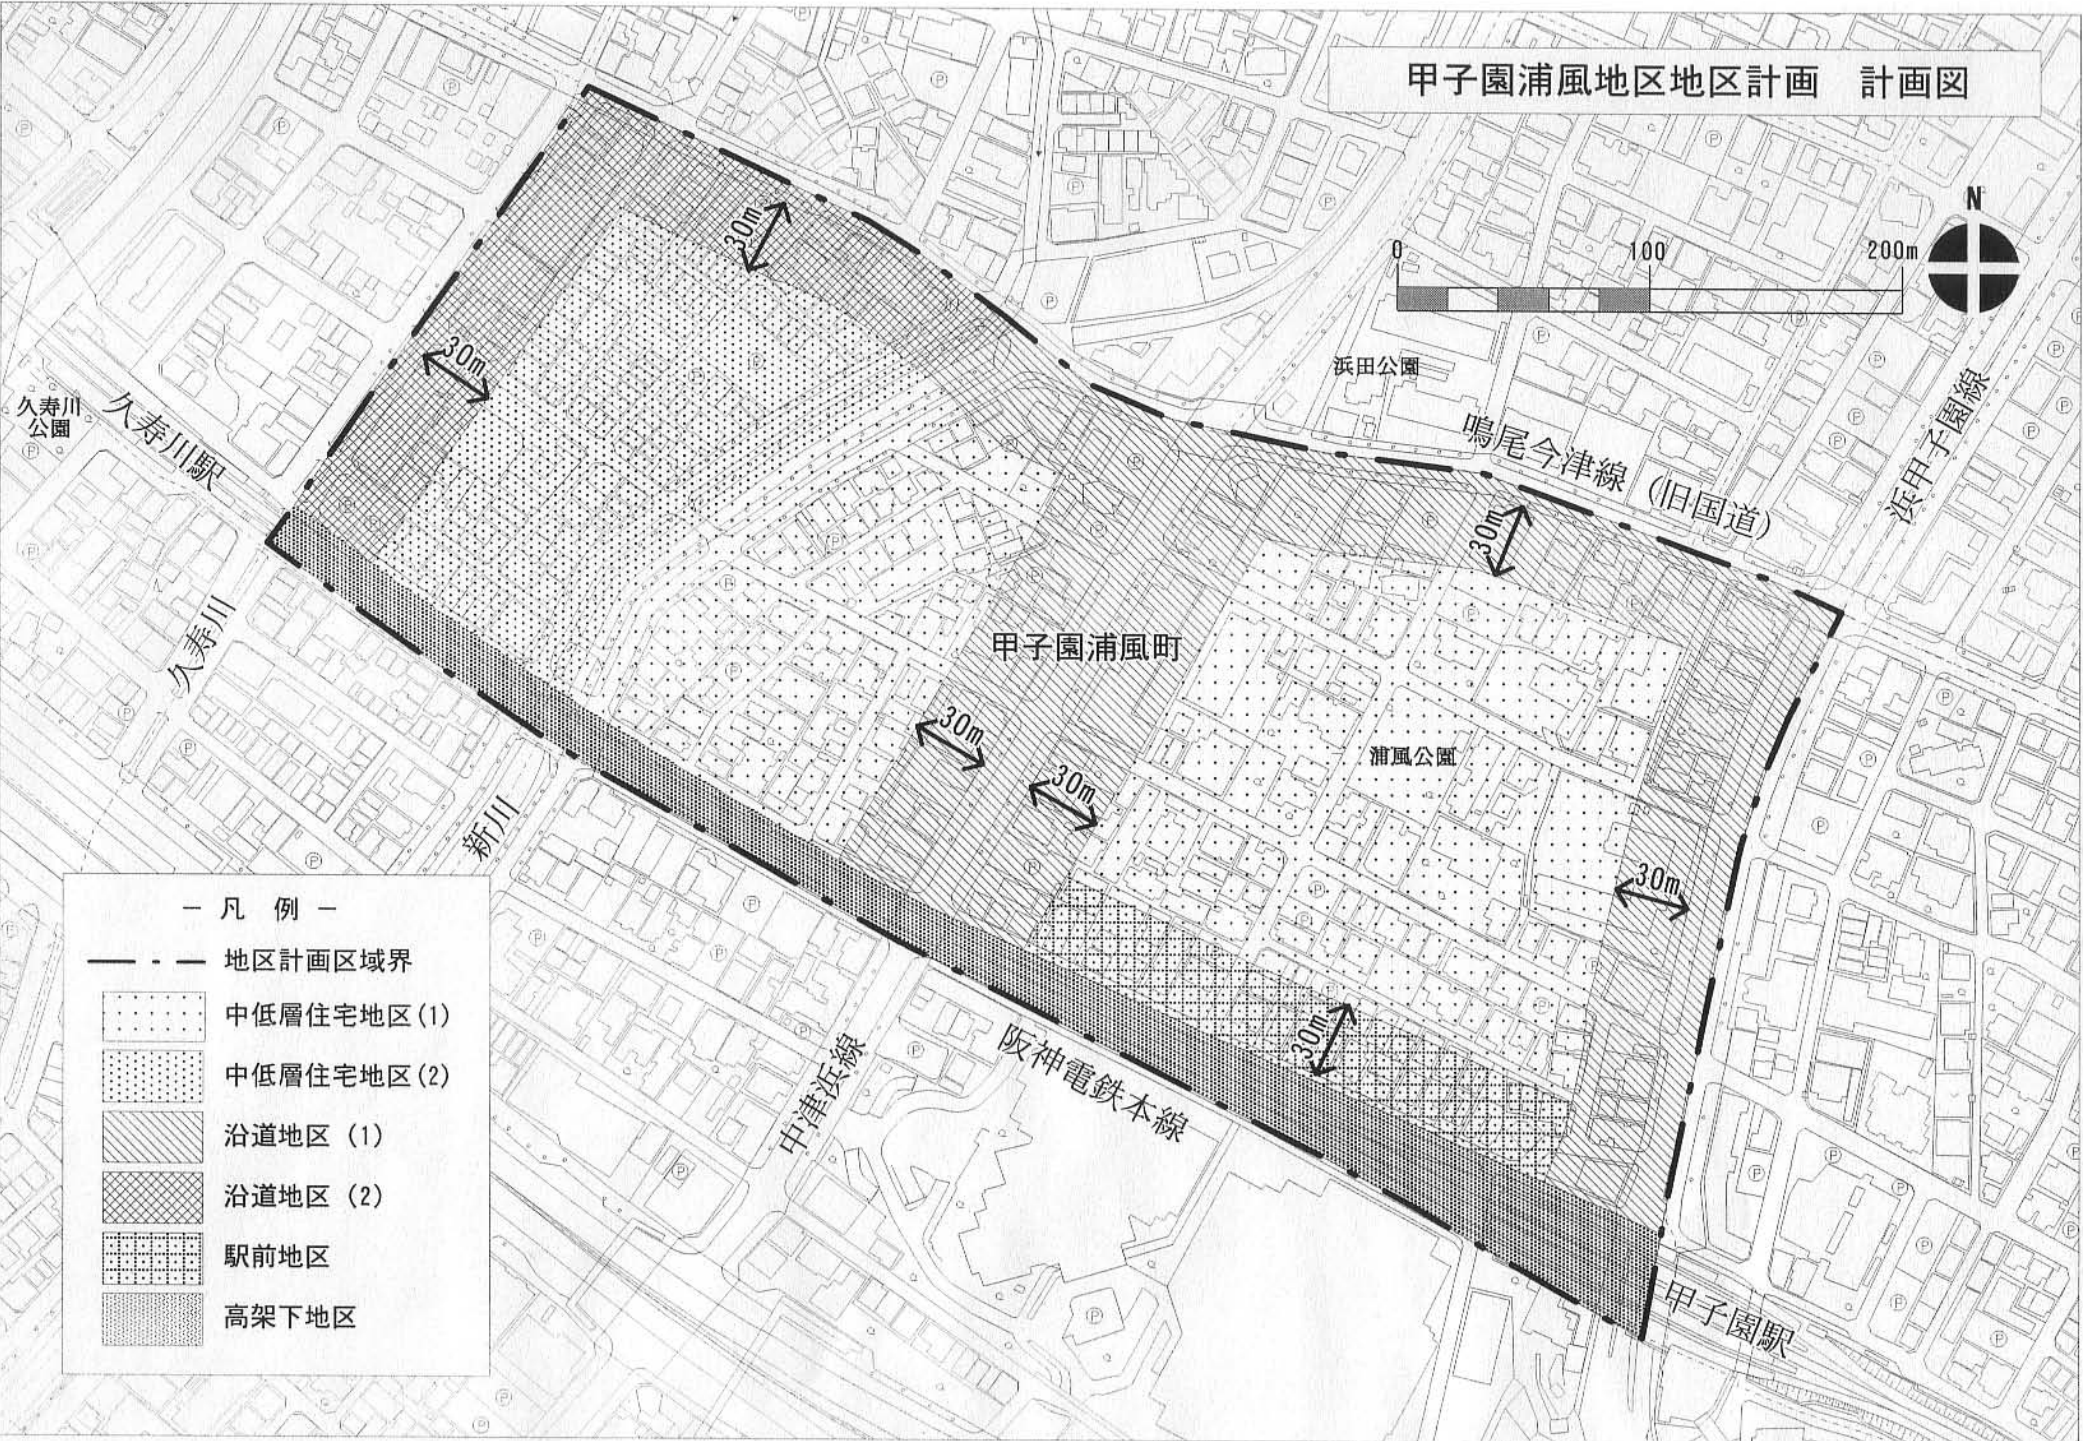 甲子園浦風地区地区計画　計画図
N
0 100 200m
30m
30m
浜田公園
浜甲子園線
鳴尾今津線（旧国道）
久寿川
公園
久寿川駅
30m
甲子園浦風町
久寿川
30m
30m
浦風公園
30m
新川
30m
阪神電鉄本線
中津浜線
甲子園駅
－ 凡　例 －
地区計画区域界
中低層住宅地区(1)
中低層住宅地区(2)
沿道地区 (1)
沿道地区 (2)
駅前地区
高架下地区